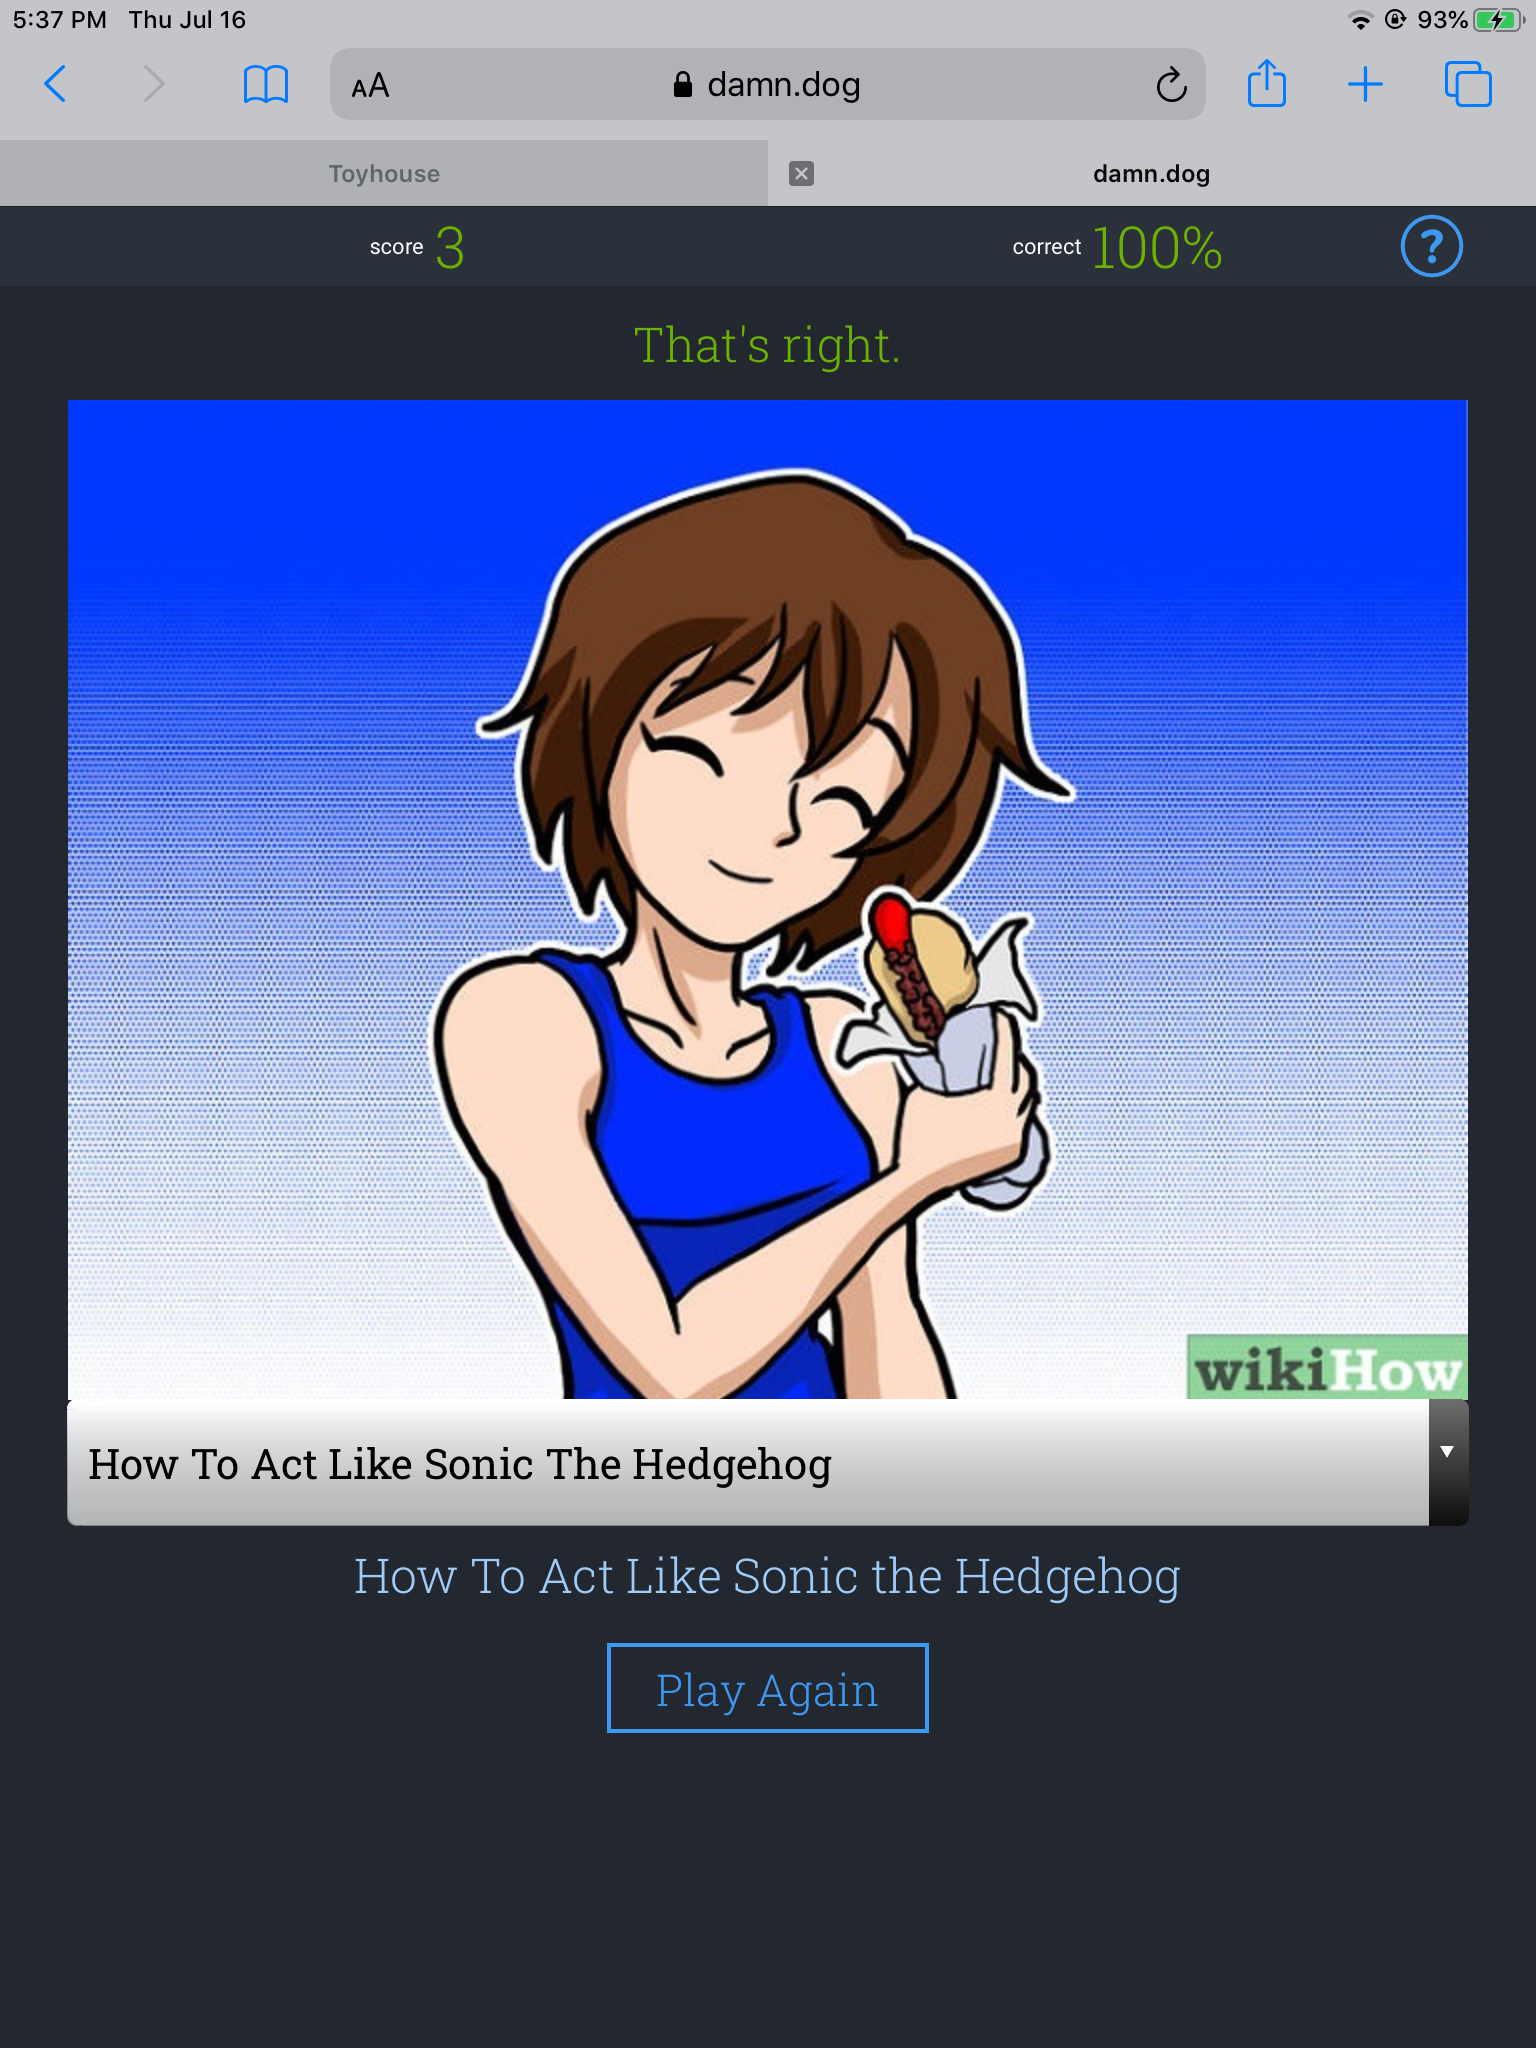 5:37 PM Thu Jul 16 93%
AA damn.dog
Toyhouse damn.dog
score 3 correct 100% ?
That's right.
wikiHow
How To Act Like Sonic The Hedgehog
How To Act Like Sonic the Hedgehog
Play Again